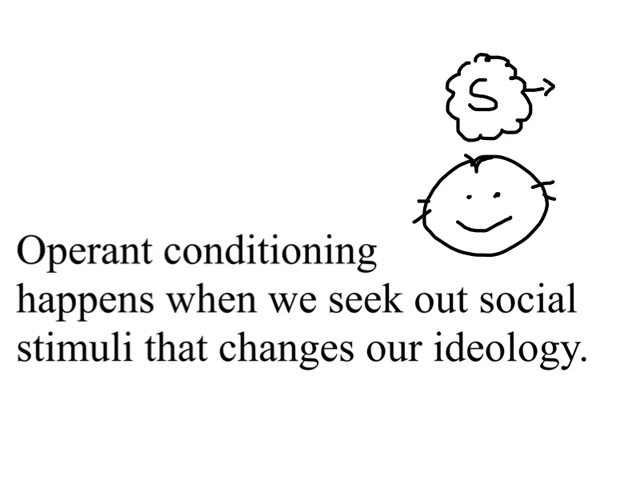 S
Operant conditioning
happens when we seek out social
stimuli that changes our ideology.